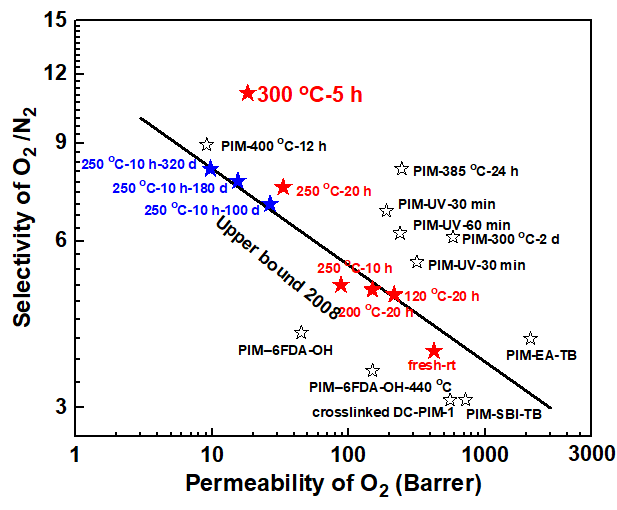 15
12
9
6
3
Selectivity of O2 /N2
300 °C-5 h
PIM-400 °C-12 h
250 °C-10 h-320 d
PIM-385 °C-24 h
250 °C-10 h-180 d
250 °C-20 h
250 °C-10 h-100 d
PIM-UV-30 min
PIM-UV-60 min
PIM-300 °C-2 d
Upper bound 2008
250 °C-10 h
PIM-UV-30 min
120 °C-20 h
200 °C-20 h
PIM–6FDA-OH
fresh-rt
PIM-EA-TB
PIM–6FDA-OH-440 °C
crosslinked DC-PIM-1
PIM-SBI-TB
1
10
100
1000
3000
Permeability of O2 (Barrer)